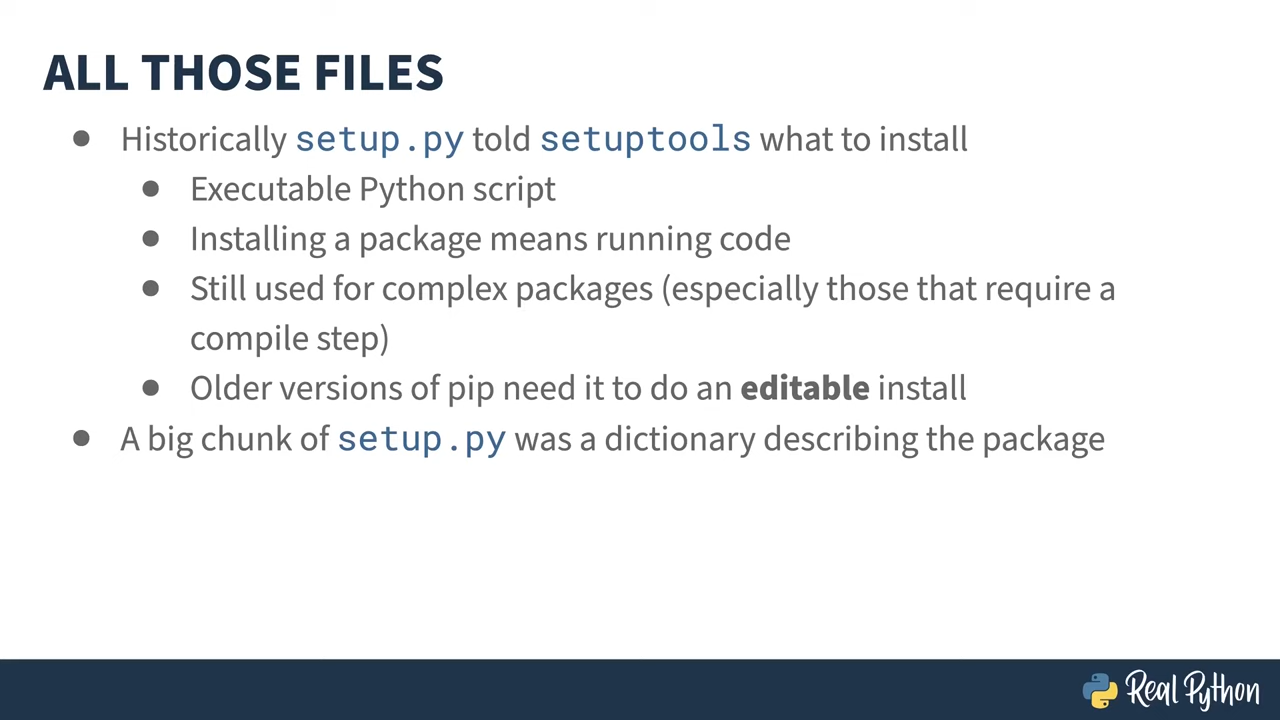 ALL THOSE FILES
● Historically setup.py told setuptools what to install
● Executable Python script
● Installing a package means running code
● Still used for complex packages (especially those that require a
compile step)
● Older versions of pip need it to do an editable install
● A big chunk of setup.py was a dictionary describing the package
Real Python